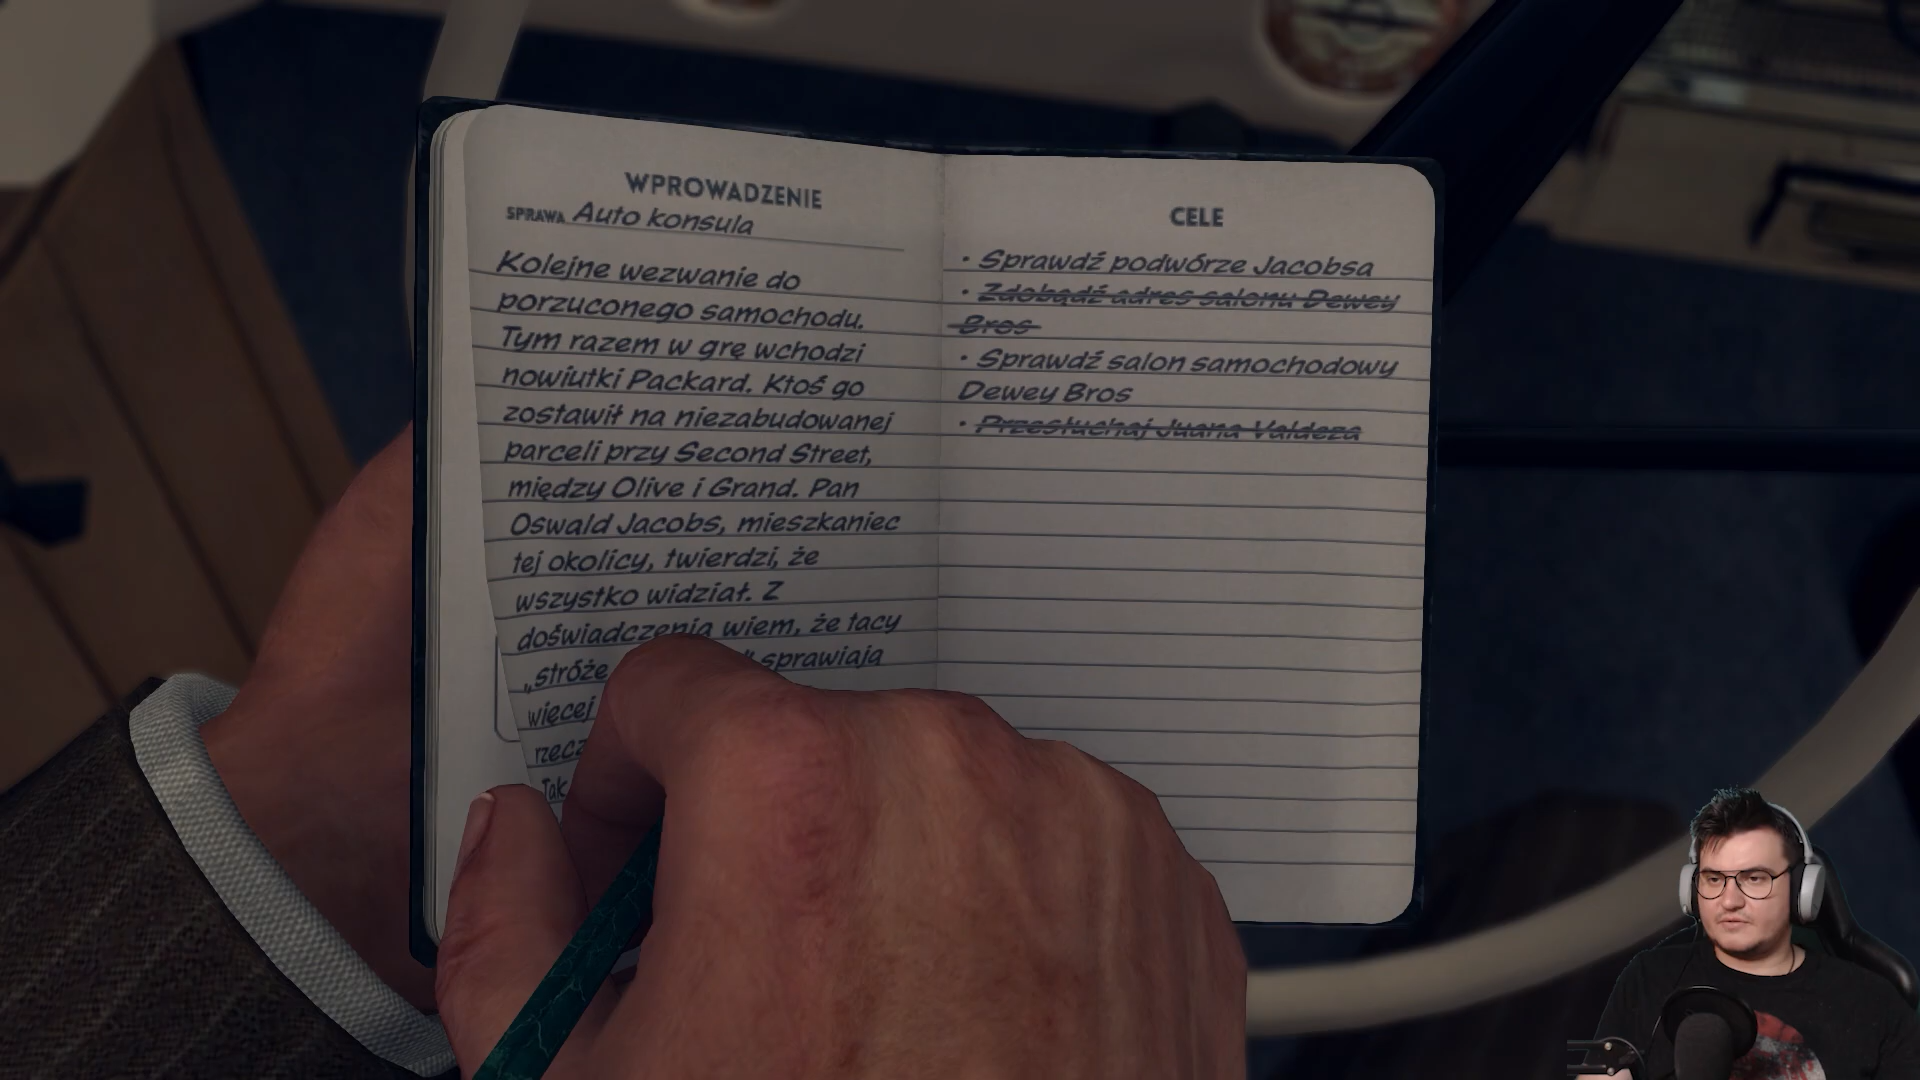 WPROWADZENIE
SPRAWA Auto konsula
Kolejne wezwanie do
porzuconego samochodu.
Tym razem w grę wchodzi
nowiutki Packard. Ktoś go
zostawił na niezabudowanej
parceli przy Second Street,
między Olive i Grand. Pan
Oswald Jacobs, mieszkaniec
tej okolicy, twierdzi, że
wszystko widział. Z
doświadczenia wiem, że tacy
„stróże sprawiają
więcej
Tak
CELE
• Sprawdź podwórze Jacobsa
• Zdobądź adres salonu Dewey
Bros
• Sprawdź salon samochodowy
Dewey Bros
• Przesłuchaj Juana Valdeza